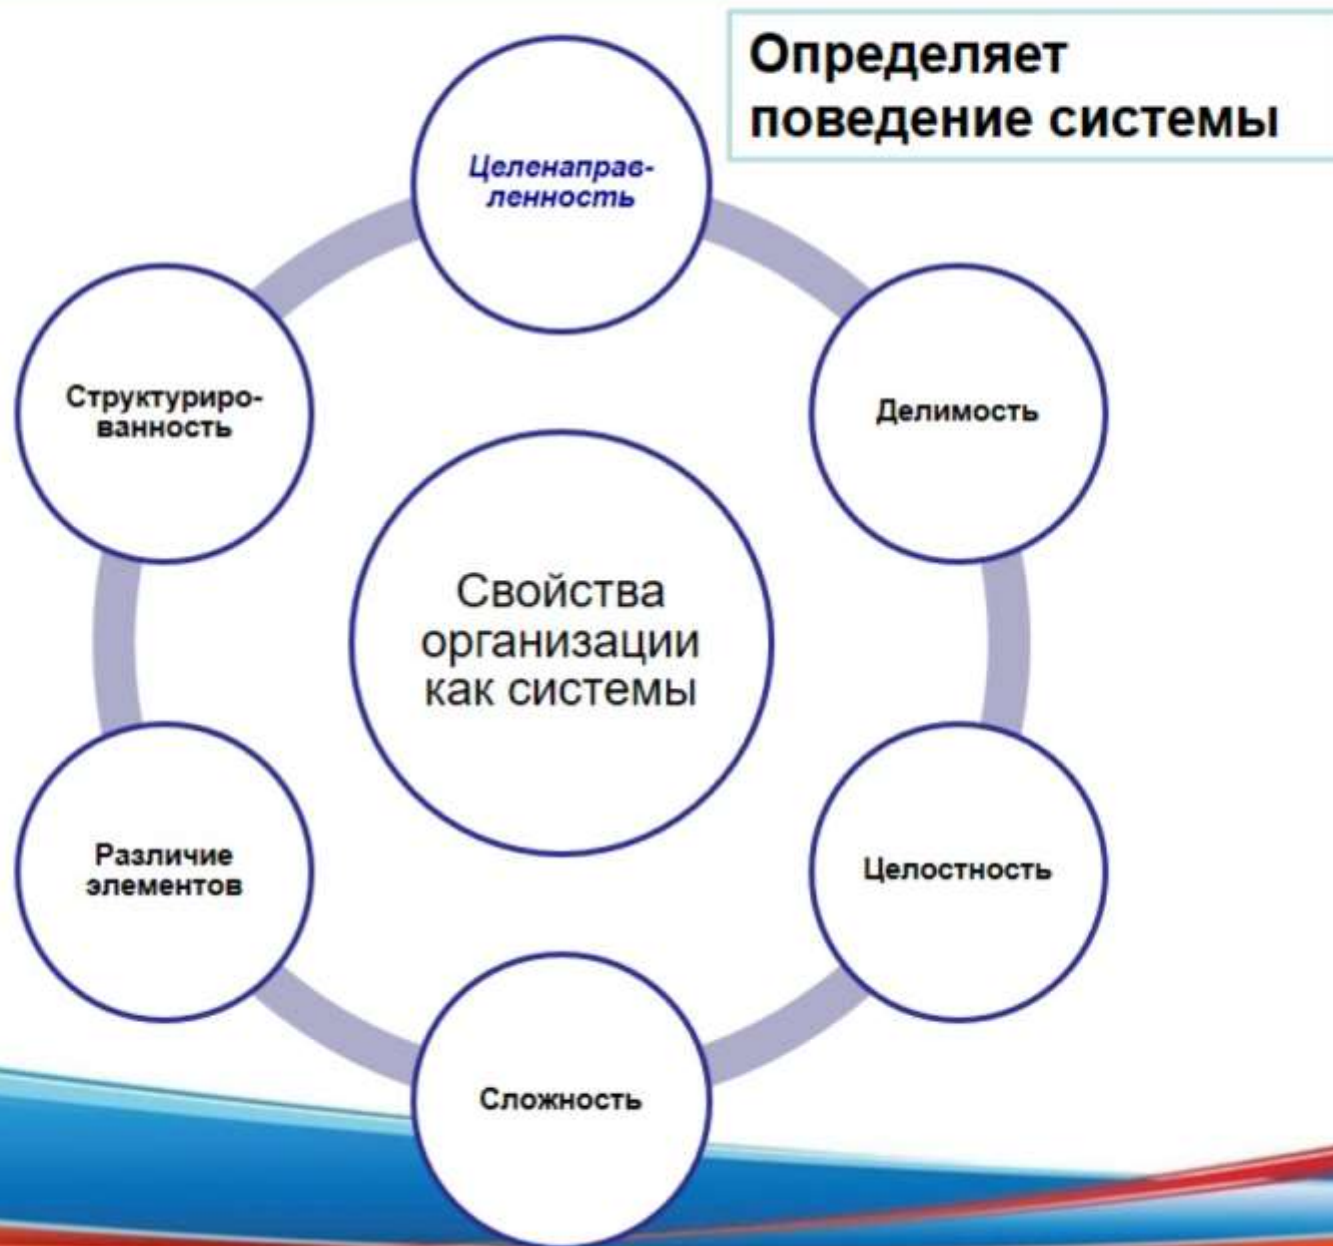 Определяет
поведение системы
Целенаправ-
ленность
Структуриро-
ванность
Делимость
Свойства
организации
как системы
Различие
элементов
Целостность
Сложность